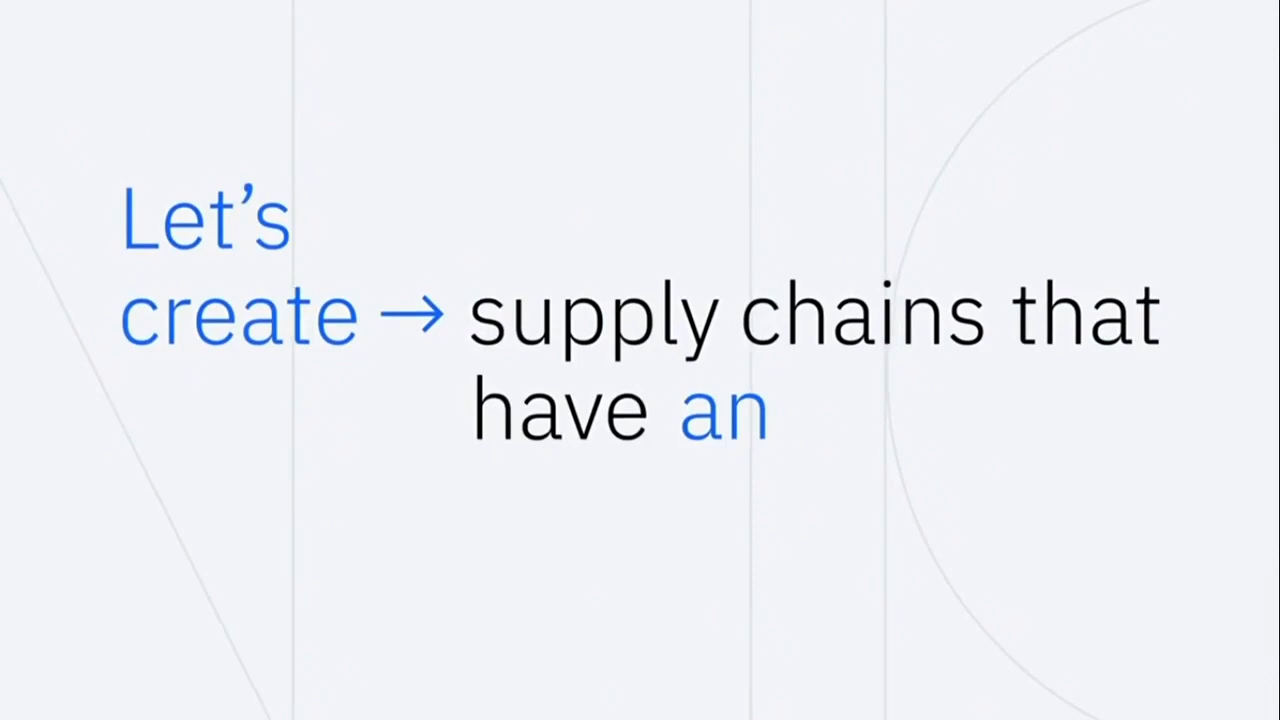 Let’s
create → supply chains that
have an